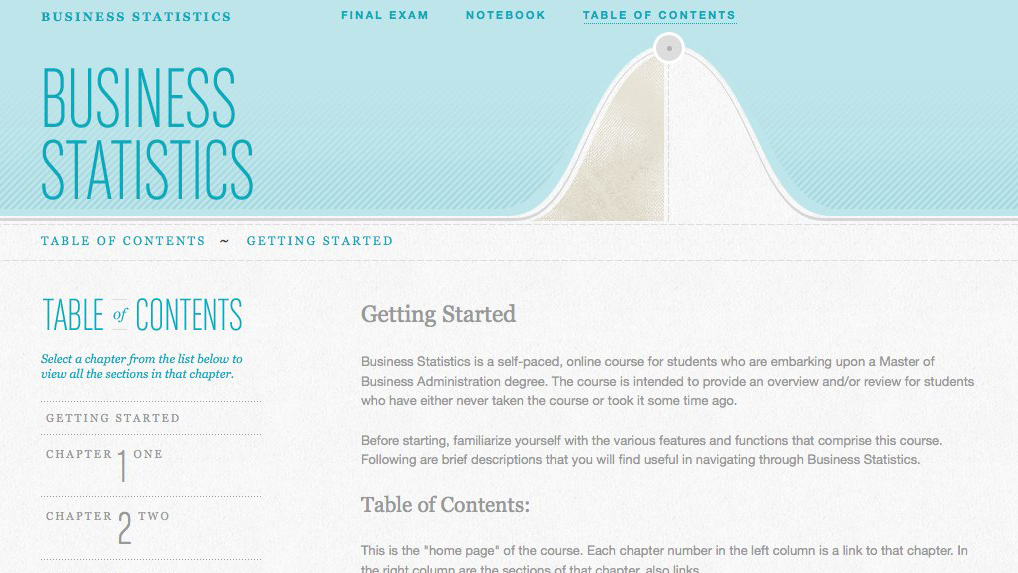 BUSINESS STATISTICS
FINAL EXAM
NOTEBOOK
TABLE OF CONTENTS
BUSINESS
STATISTICS
TABLE OF CONTENTS ~ GETTING STARTED
TABLE of CONTENTS
Select a chapter from the list below to
view all the sections in that chapter.
GETTING STARTED
CHAPTER 1 ONE
CHAPTER 2 TWO
Getting Started
Business Statistics is a self-paced, online course for students who are embarking upon a Master of
Business Administration degree. The course is intended to provide an overview and/or review for students
who have either never taken the course or took it some time ago.
Before starting, familiarize yourself with the various features and functions that comprise this course.
Following are brief descriptions that you will find useful in navigating through Business Statistics.
Table of Contents:
This is the "home page" of the course. Each chapter number in the left column is a link to that chapter. In
the right column are the sections of that chapter, also links.